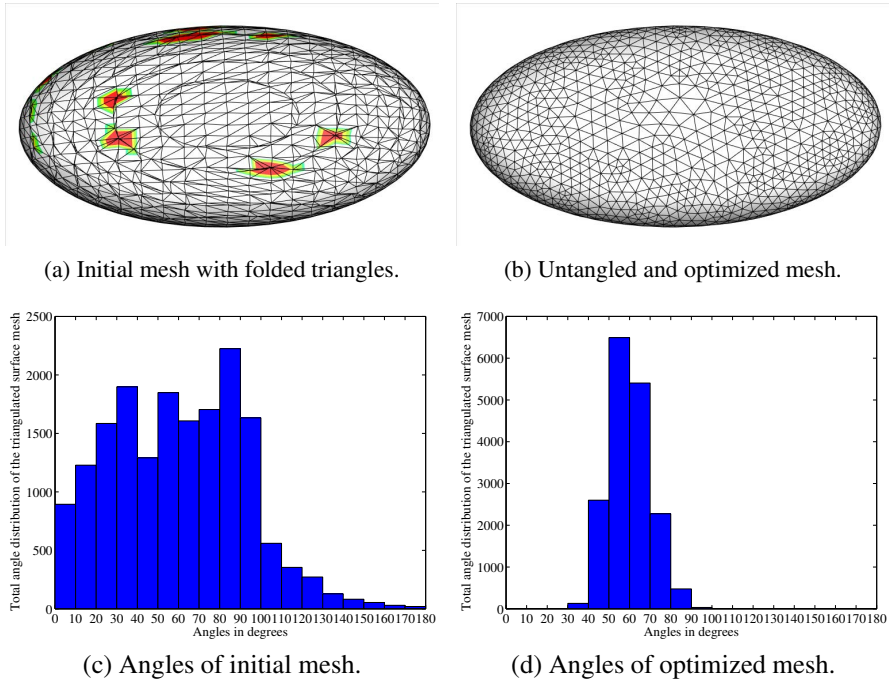 (a) Initial mesh with folded triangles.
(b) Untangled and optimized mesh.
Total angle distribution of the triangulated surface mesh
2500
2000
1500
1000
500
0
0 10 20 30 40 50 60 70 80 90 100 110 120 130 140 150 160 170 180
Angles in degrees
(c) Angles of initial mesh.
Total angle distribution of the triangulated surface mesh
7000
6000
5000
4000
3000
2000
1000
0
0 10 20 30 40 50 60 70 80 90 100 110 120 130 140 150 160 170 180
Angles in degrees
(d) Angles of optimized mesh.